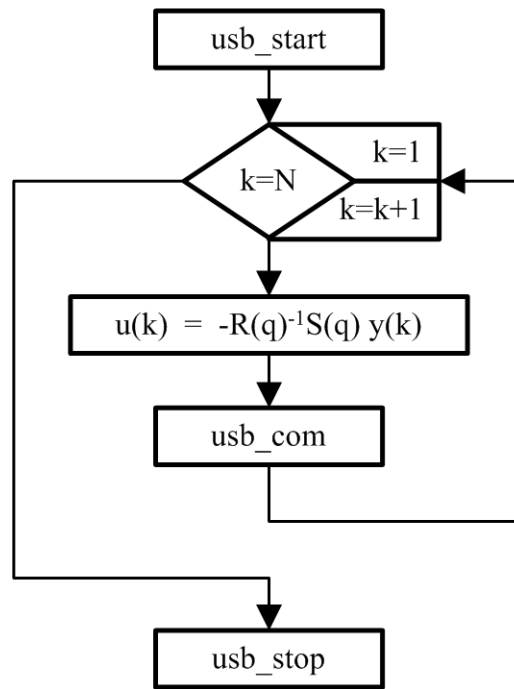 usb_start
k=1
k=N
k=k+1
u(k) = -R(q)⁻¹S(q) y(k)
usb_com
usb_stop